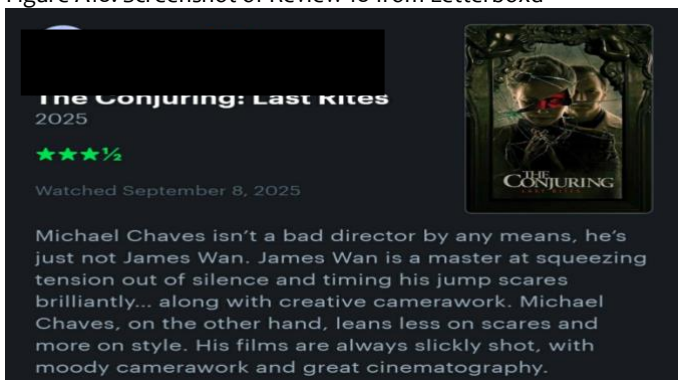 Figure A18: Screenshot of Review 18 from Letterboxd
The Conjuring: Last Rites
2025
★★★½
Watched September 8, 2025
THE
CONJURING
LAST RITES
Michael Chaves isn't a bad director by any means, he's
just not James Wan. James Wan is a master at squeezing
tension out of silence and timing his jump scares
brilliantly... along with creative camerawork. Michael
Chaves, on the other hand, leans less on scares and
more on style. His films are always slickly shot, with
moody camerawork and great cinematography.